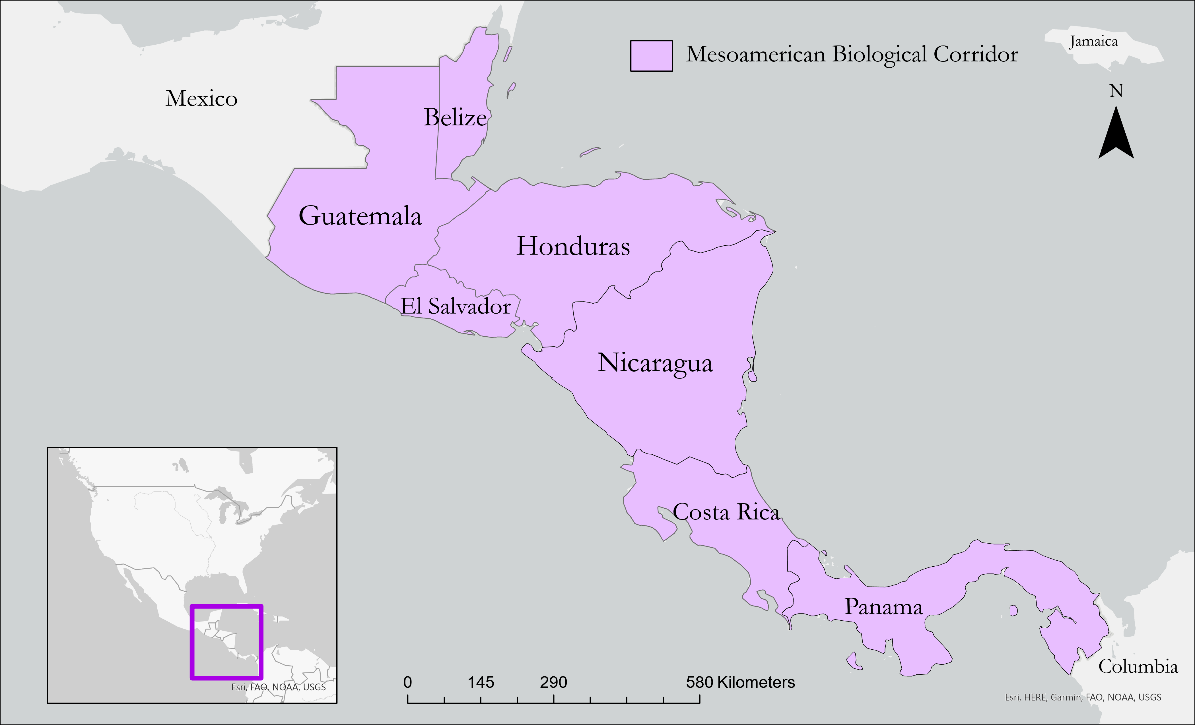 Jamaica
Mesoamerican Biological Corridor
N
Mexico
Belize
Guatemala
Honduras
El Salvador
Nicaragua
Costa Rica
Panama
Columbia
Esri, FAO, NOAA, USGS
0 145 290 580 Kilometers
Esri, HERE, Garmin, FAO, NOAA, USGS